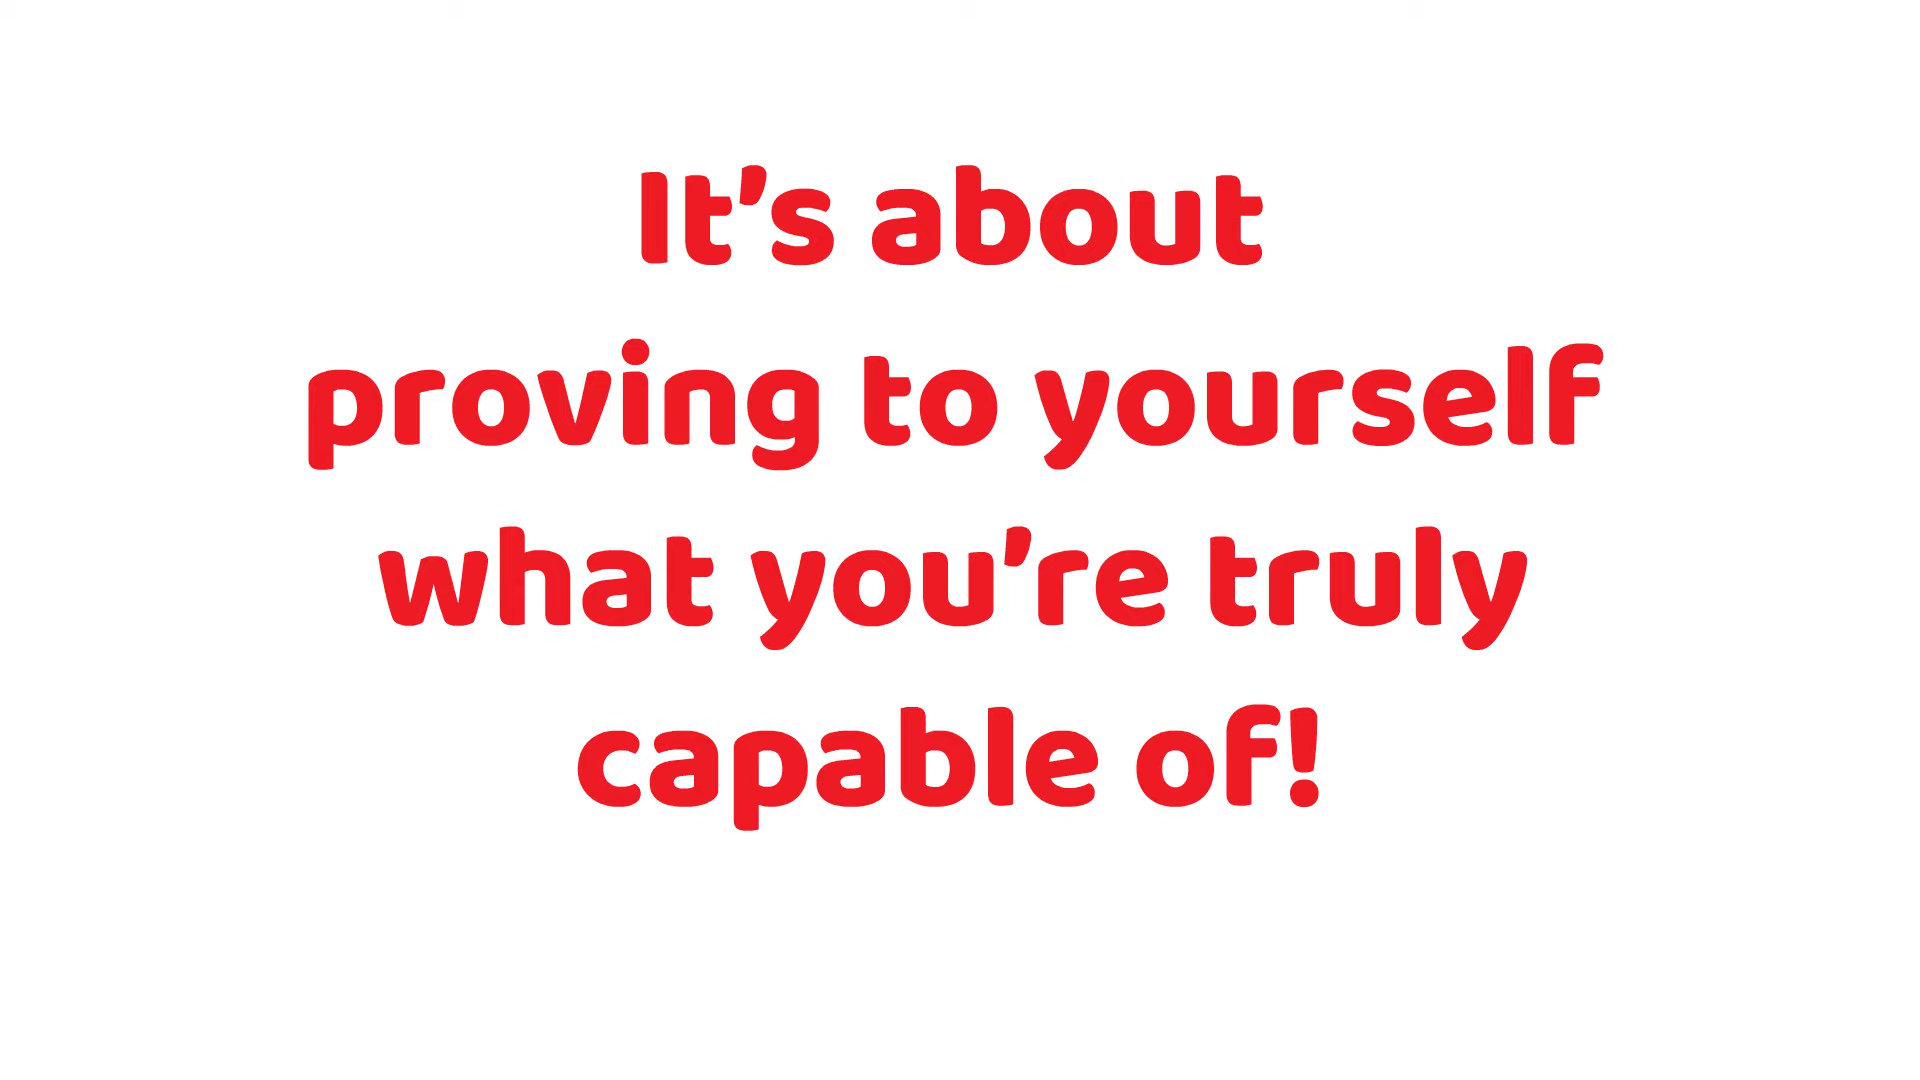 It’s about
proving to yourself
what you’re truly
capable of!